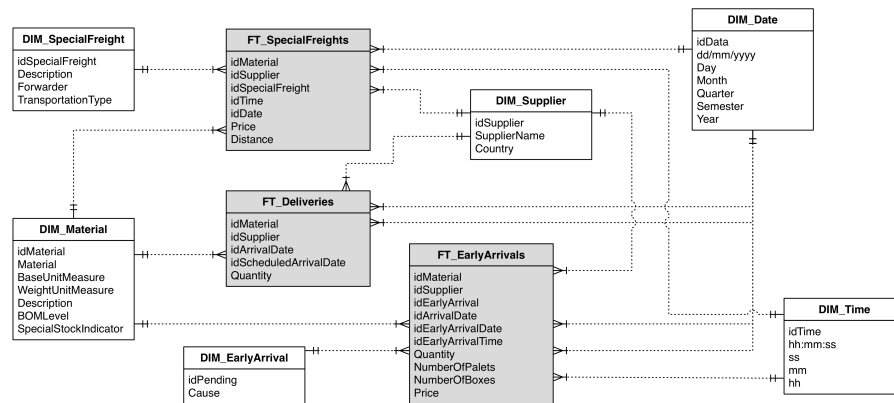 DIM_SpecialFreight
idSpecialFreight
Description
Forwarder
TransportationType
FT_SpecialFreights
idMaterial
idSupplier
idSpecialFreight
idTime
idDate
Price
Distance
DIM_Date
idData
dd/mm/yyyy
Day
Month
Quarter
Semester
Year
DIM_Supplier
idSupplier
SupplierName
Country
FT_Deliveries
idMaterial
idSupplier
idArrivalDate
idScheduledArrivalDate
Quantity
DIM_Material
idMaterial
Material
BaseUnitMeasure
WeightUnitMeasure
Description
BOMLevel
SpecialStockIndicator
FT_EarlyArrivals
idMaterial
idSupplier
idEarlyArrival
idArrivalDate
idEarlyArrivalDate
idEarlyArrivalTime
Quantity
NumberOfPalets
NumberOfBoxes
Price
DIM_Time
idTime
hh:mm:ss
ss
mm
hh
DIM_EarlyArrival
idPending
Cause